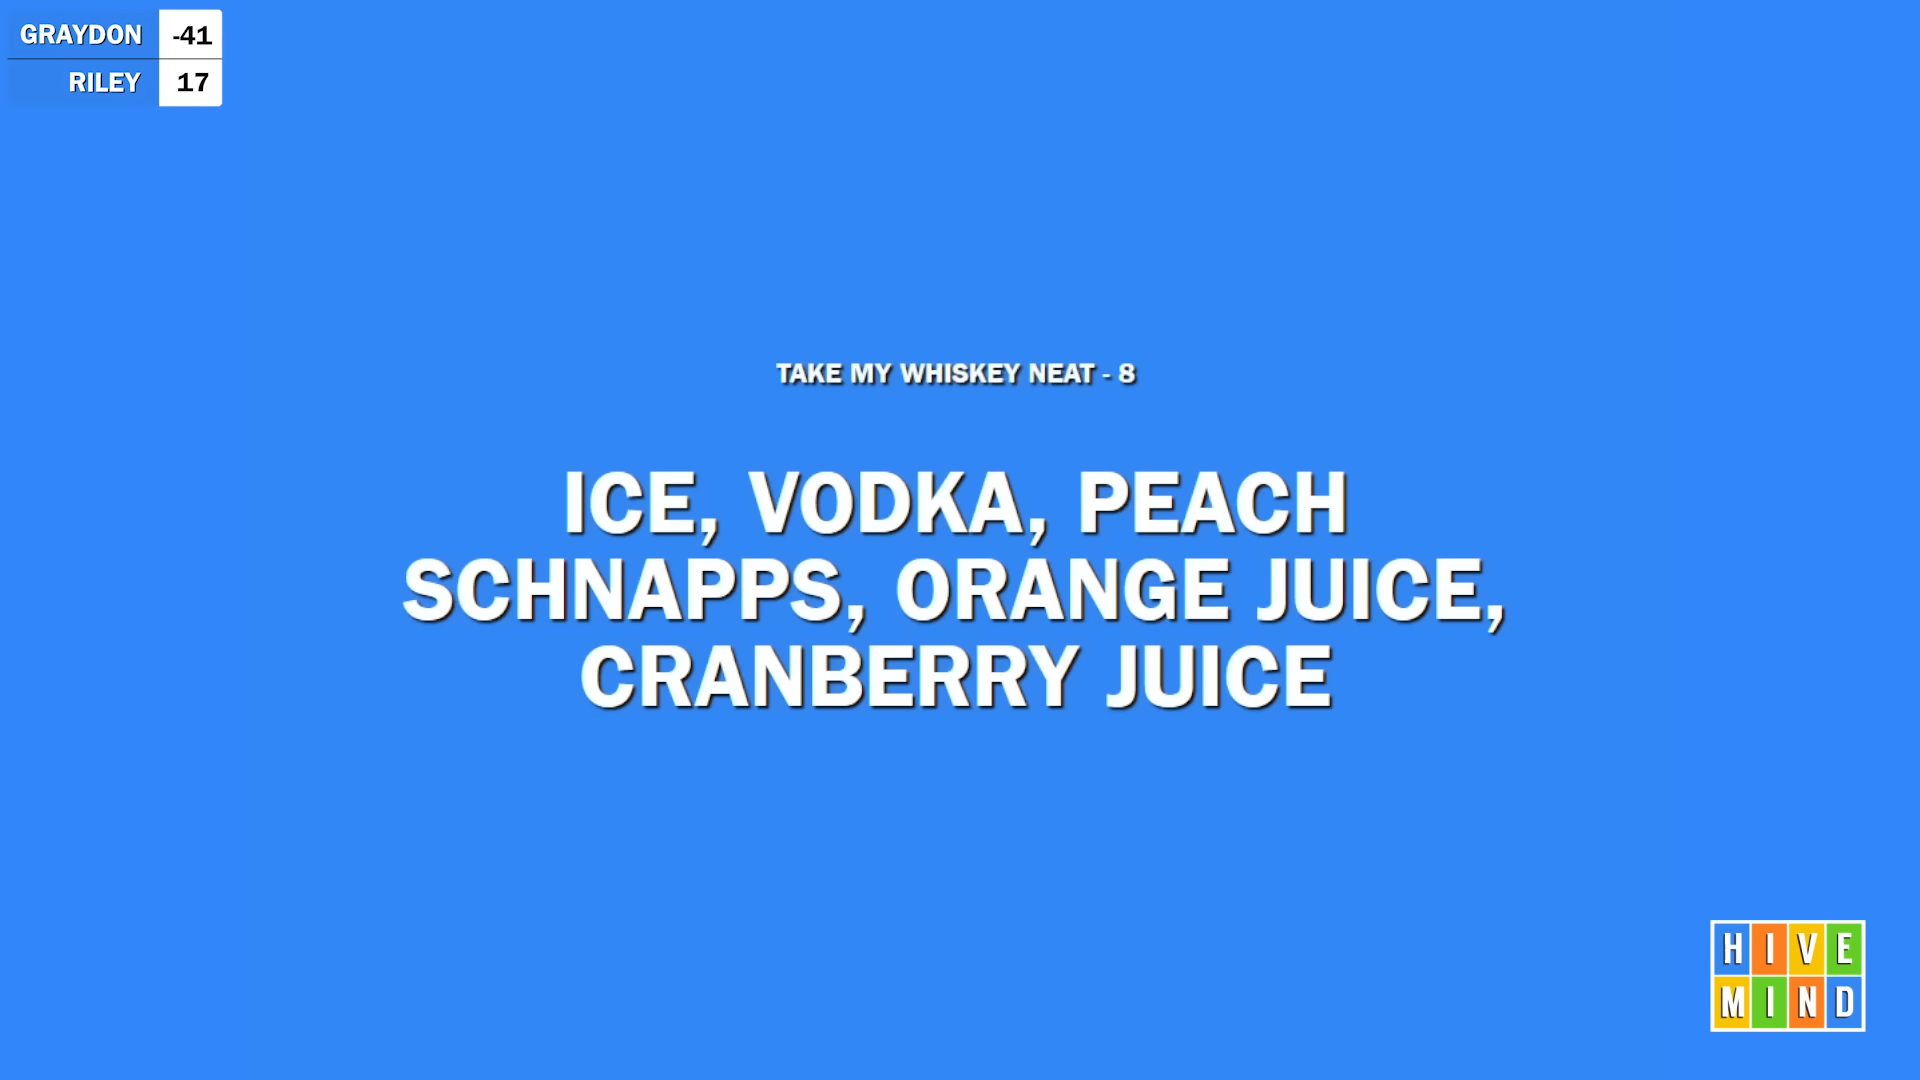 GRAYDON -41
RILEY 17
TAKE MY WHISKEY NEAT - 8
ICE, VODKA, PEACH
SCHNAPPS, ORANGE JUICE,
CRANBERRY JUICE
HIVE
MIND